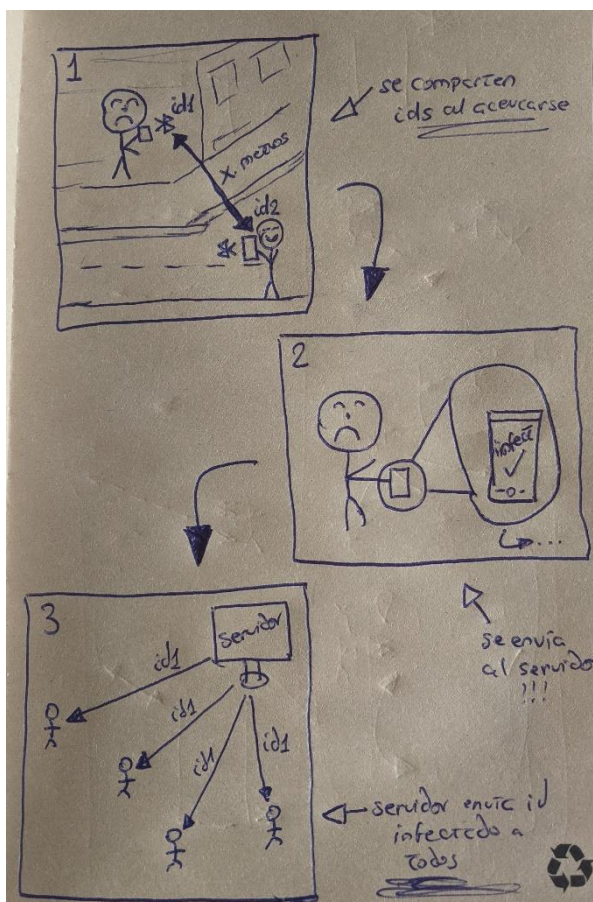 1
id1
x metros
id2
se comparten
ids al acercarse
2
infect
...
se envía
al servidor
!!!
3
servidor
id1
id1
id1
id1
servidor envía id
infectado a
todos